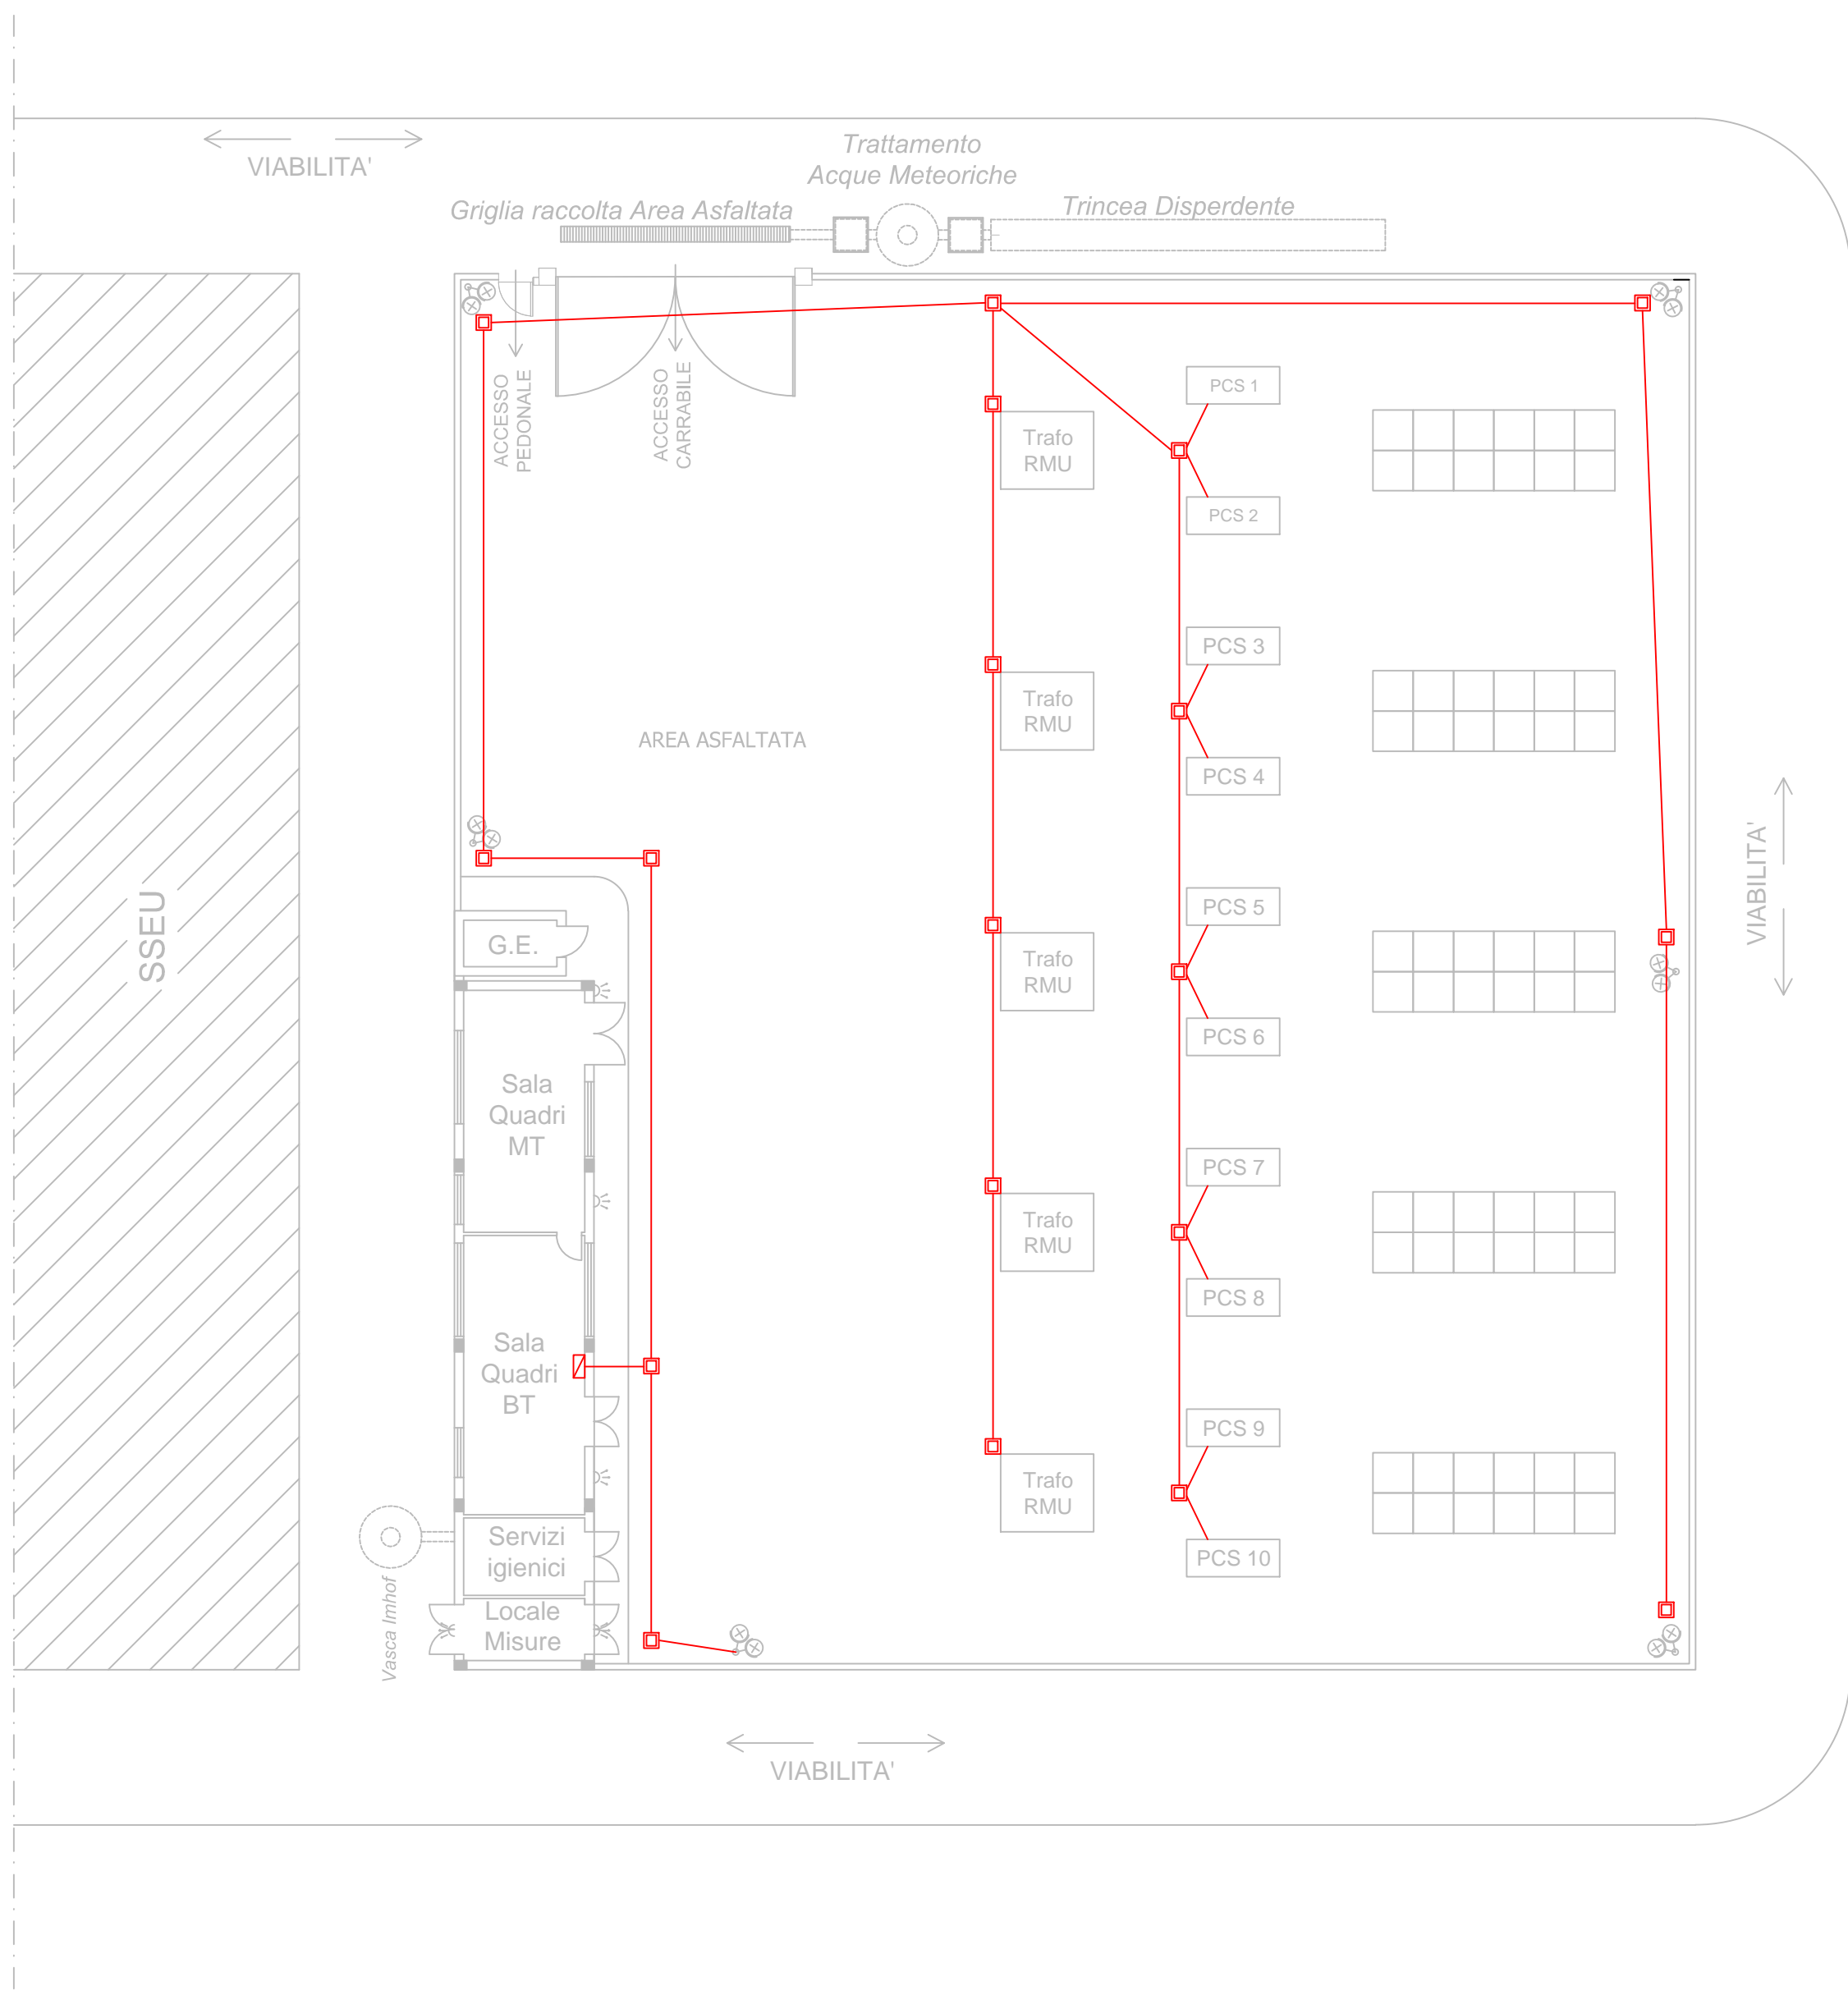 Trattamento
Acque Meteoriche
VIABILITA'
Griglia raccolta Area Asfaltata
Trincea Disperdente
ACCESSO
PEDONALE
ACCESSO
CARRABILE
PCS 1
Trafo
RMU
PCS 2
PCS 3
Trafo
RMU
AREA ASFALTATA
PCS 4
VIABILITA'
SSEU
G.E.
PCS 5
Trafo
RMU
PCS 6
Sala
Quadri
MT
PCS 7
Trafo
RMU
PCS 8
Sala
Quadri
BT
PCS 9
Trafo
RMU
PCS 10
Servizi
igienici
Vasca Imhof
Locale
Misure
VIABILITA'